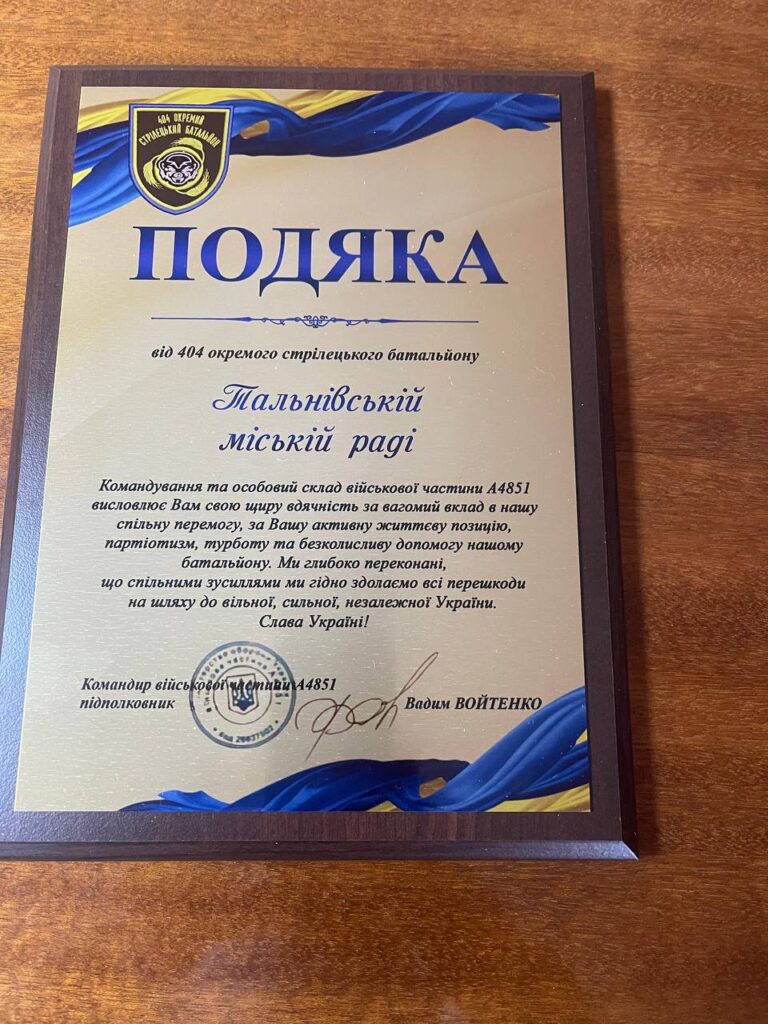 404 ОКРЕМИЙ
СТРІЛЕЦЬКИЙ БАТАЛЬЙОН
ПОДЯКА
від 404 окремого стрілецького батальйону
Тальнівській
міській раді
Командування та особовий склад військової частини А4851
висловлює Вам свою щиру вдячність за вагомий вклад в нашу
спільну перемогу, за Вашу активну життєву позицію,
партіотизм, турботу та безколисливу допомогу нашому
батальйону. Ми глибоко переконані,
що спільними зусиллями ми гідно здолаємо всі перешкоди
на шляху до вільної, сильної, незалежної України.
Слава Україні!
Командир військової частини А4851
підполковник Вадим ВОЙТЕНКО